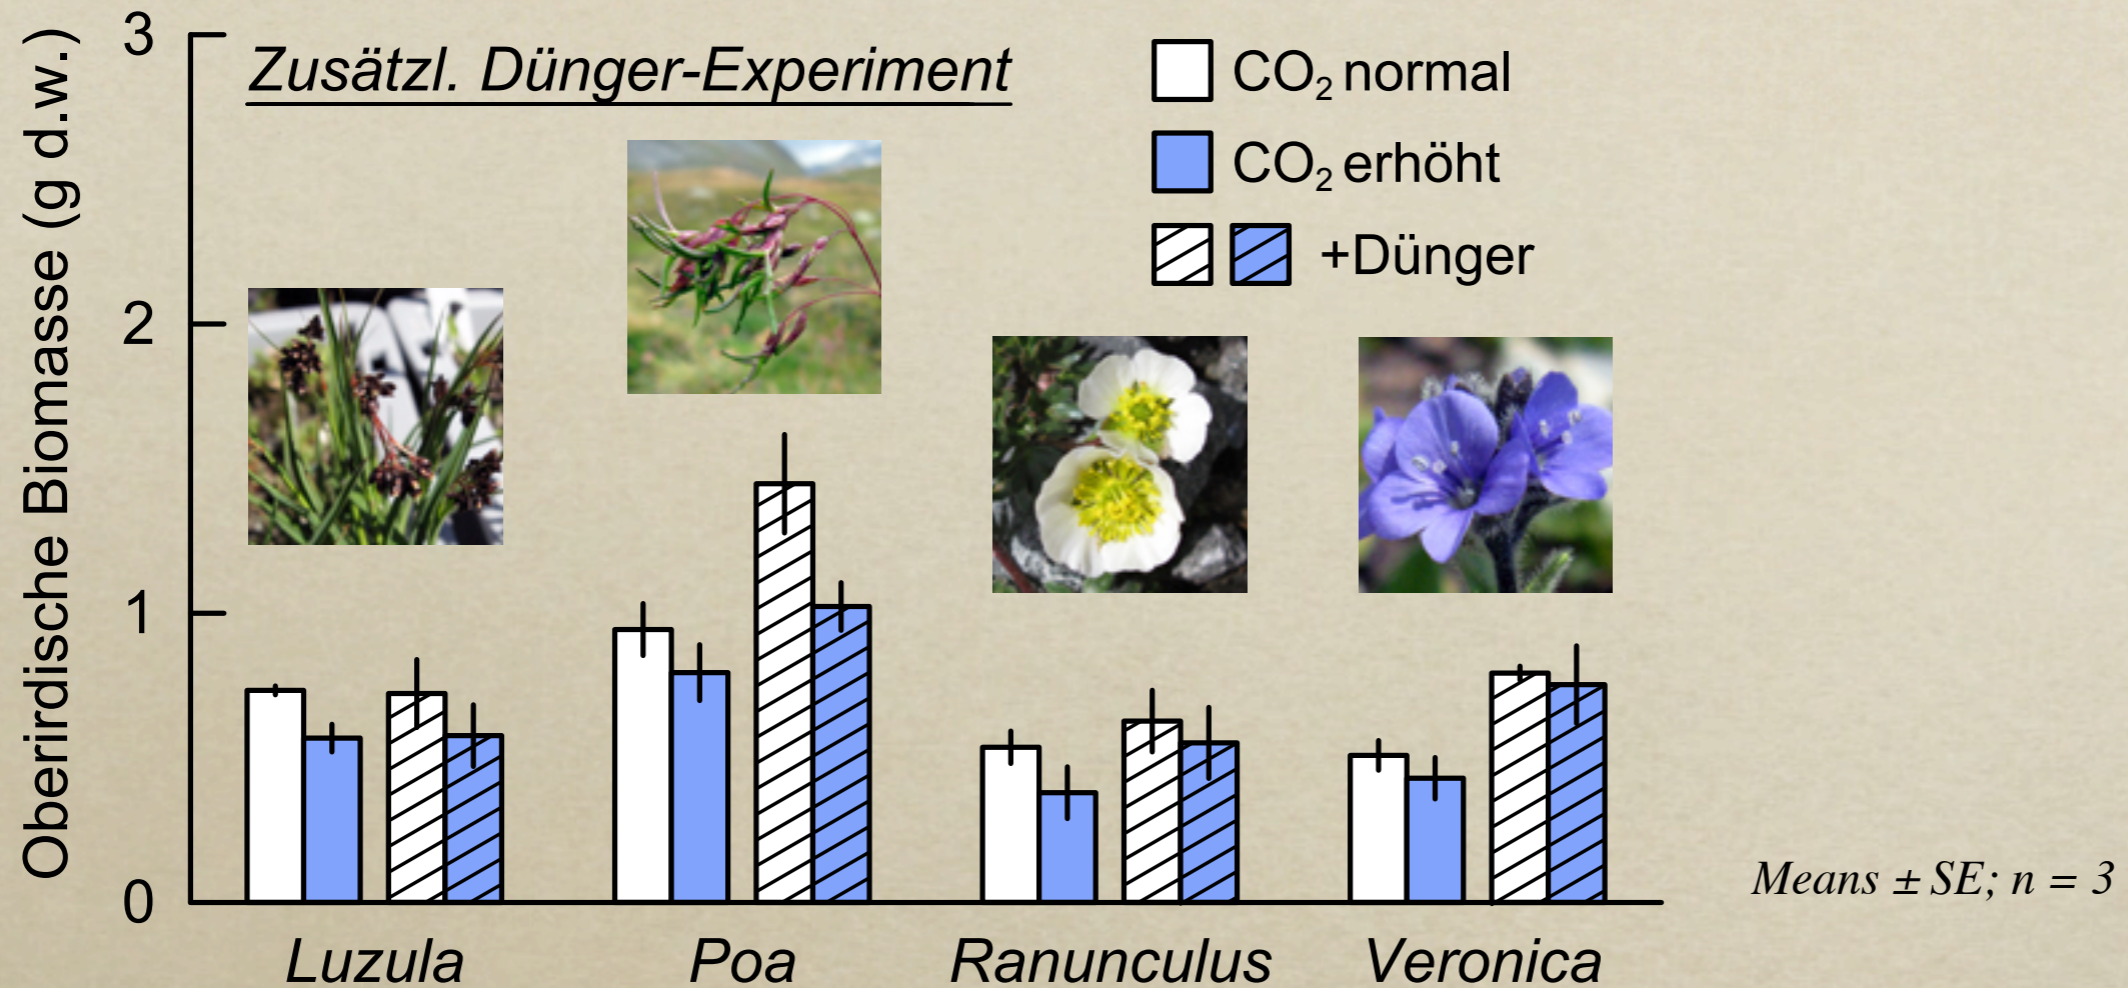 Zusätzl. Dünger-Experiment
CO₂ normal
CO₂ erhöht
+Dünger
Oberirdische Biomasse (g d.w.)
3
2
1
0
Luzula
Poa
Ranunculus
Veronica
Means ± SE; n = 3